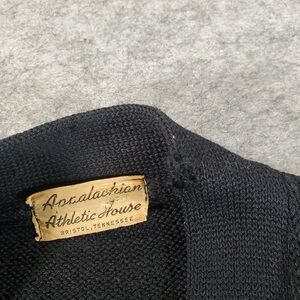 Appalachian
Athletic House
BRISTOL, TENNESSEE